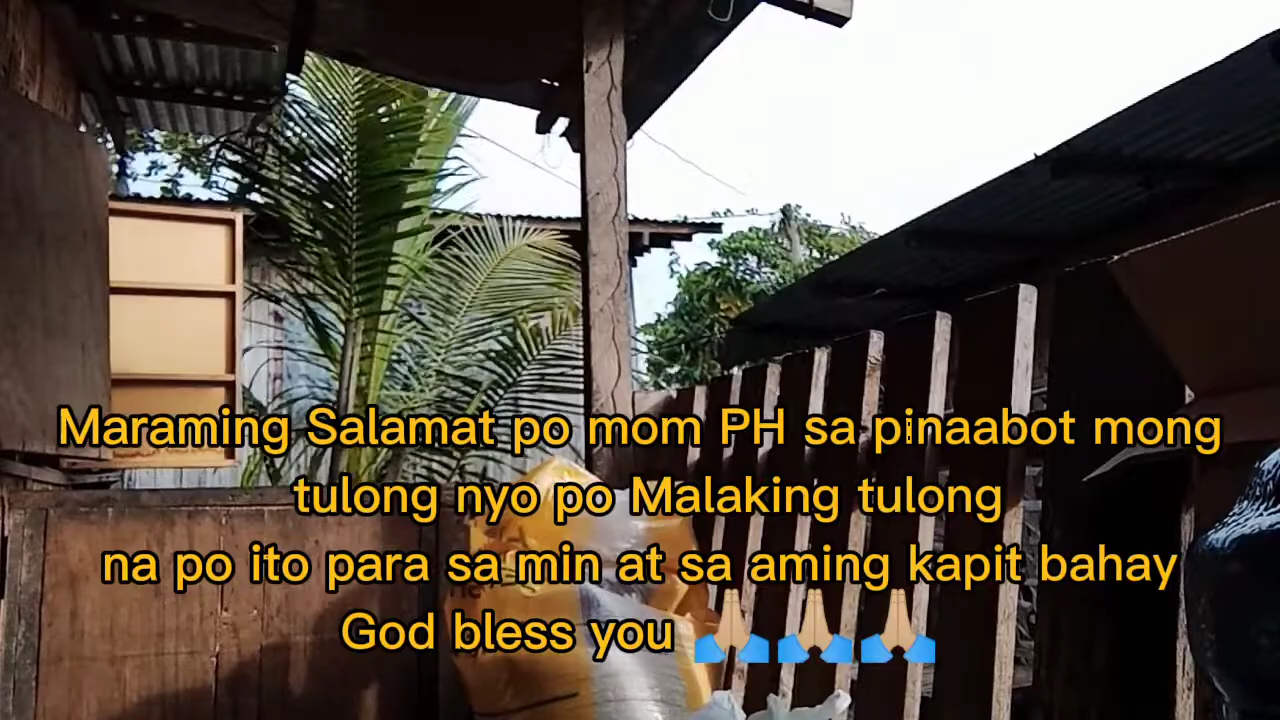 Maraming Salamat po mom PH sa pinaabot mong
tulong nyo po Malaking tulong
na po ito para sa min at sa aming kapit bahay
God bless you 🙏🏼🙏🏼🙏🏼